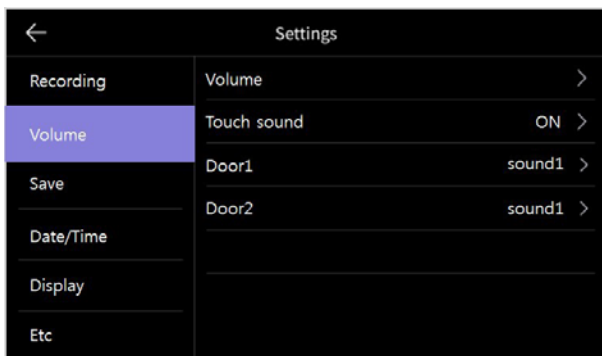 Settings
Recording
Volume
Save
Date/Time
Display
Etc
Volume
Touch sound ON
Door1 sound1
Door2 sound1